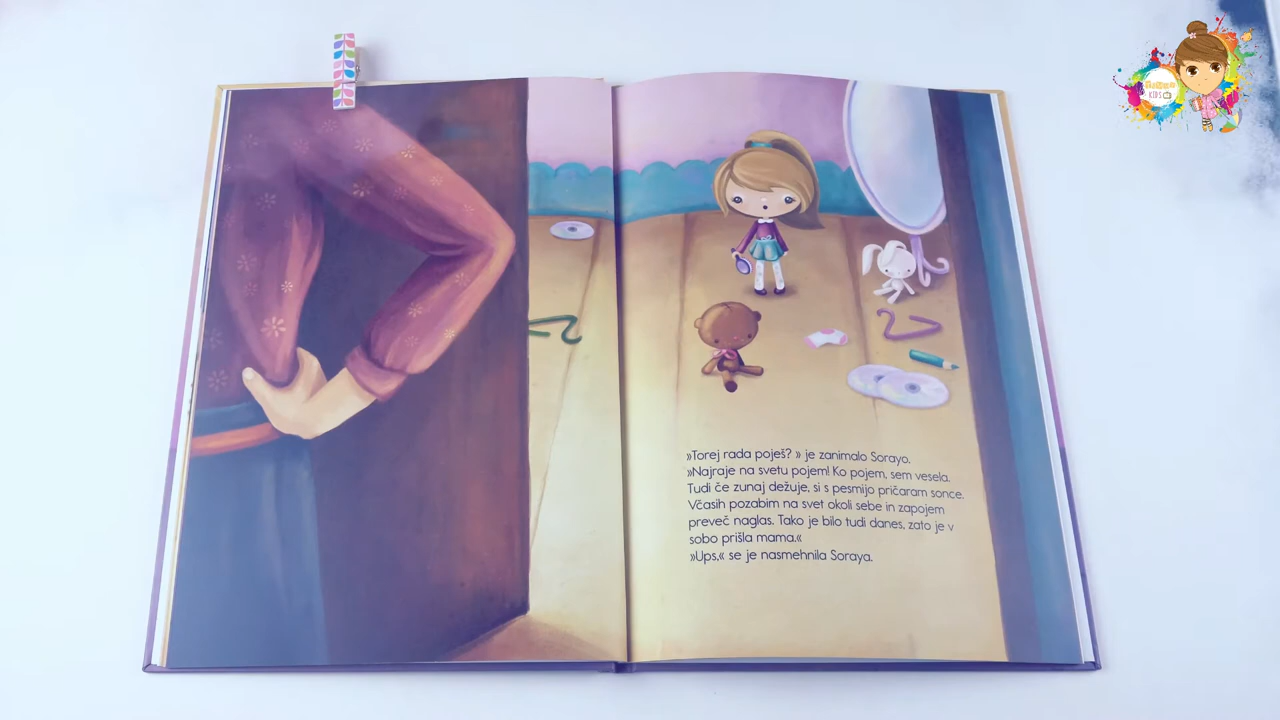 »Torej rada poješ? » je zanimalo Sorayo.
»Najraje na svetu pojem! Ko pojem, sem vesela.
Tudi če zunaj dežuje, si s pesmijo pričaram sonce.
Včasih pozabim na svet okoli sebe in zapojem
preveč naglas. Tako je bilo tudi danes, zato je v
sobo prišla mama.«
»Ups,« se je nasmehnila Soraya.
KIDS